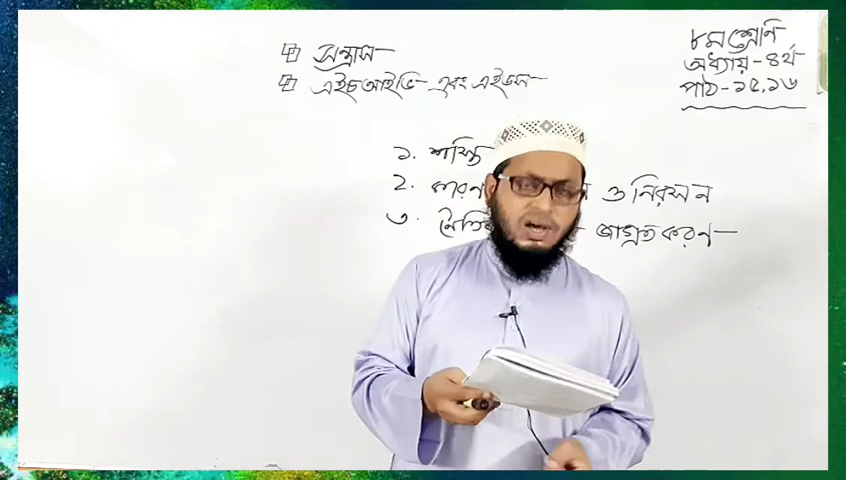 সন্ত্রাস
এইচআইভি এবং এইডস
৮ম শ্রেণি
অধ্যায় - ৪র্থ
পাঠ - ১৫, ১৬
১. শাস্তি
২. কারণ ও নিরসন
৩. জাগ্রত করণ